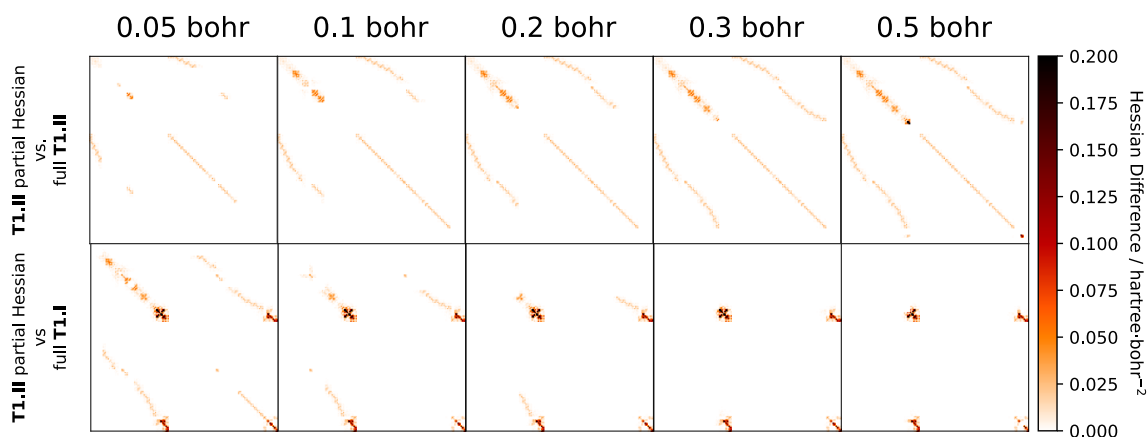 0.05 bohr 0.1 bohr 0.2 bohr 0.3 bohr 0.5 bohr
T1.II partial Hessian
vs.
full T1.II
T1.II partial Hessian
vs
full T1.I
0.200
0.175
0.150
0.125
0.100
0.075
0.050
0.025
0.000
Hessian Difference / hartree·bohr⁻²